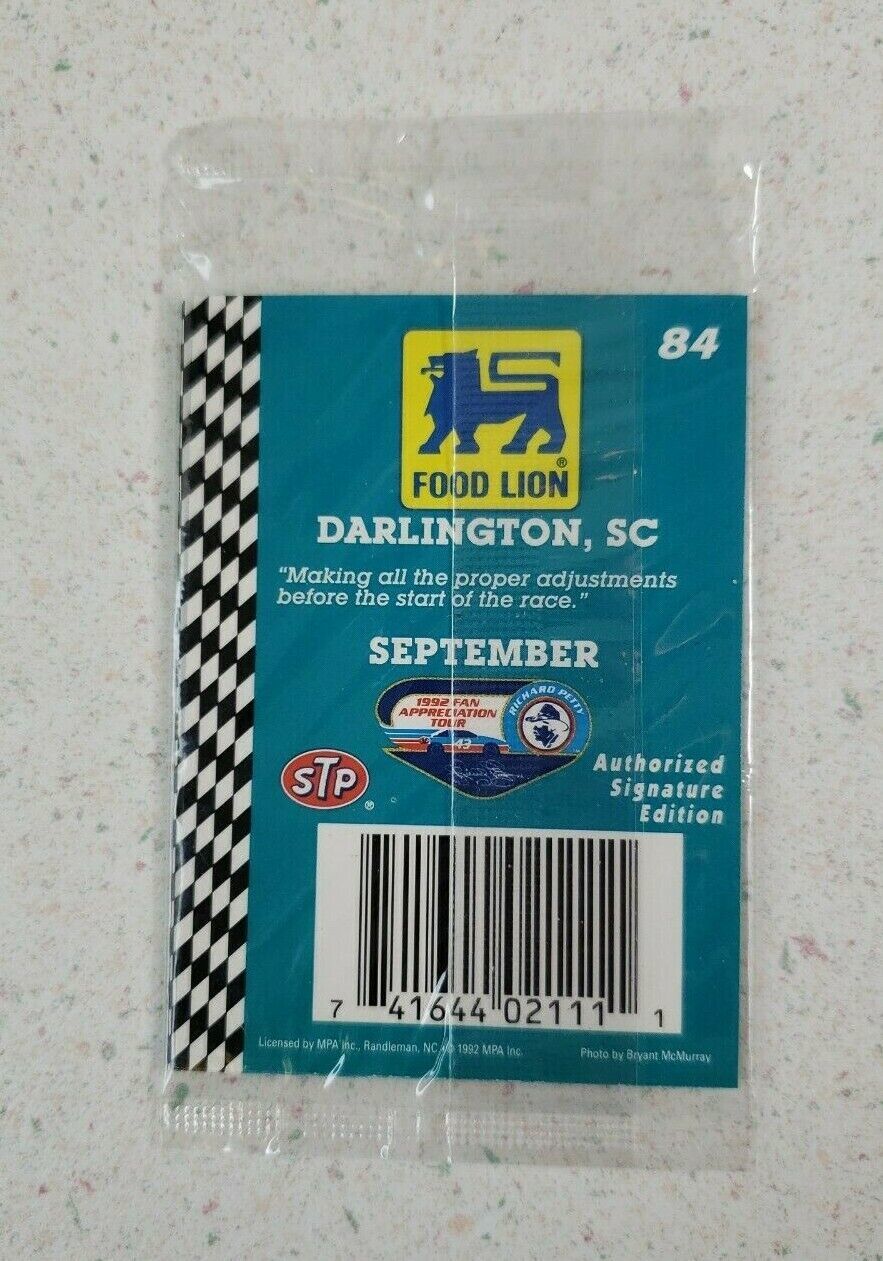 84
FOOD LION®
DARLINGTON, SC
"Making all the proper adjustments
before the start of the race."
SEPTEMBER
1992 FAN
APPRECIATION
TOUR
RICHARD PETTY
43
STP®
Authorized
Signature
Edition
7 41644 02111 1
Licensed by MPA Inc., Randleman, NC © 1992 MPA Inc.
Photo by Bryant McMurray